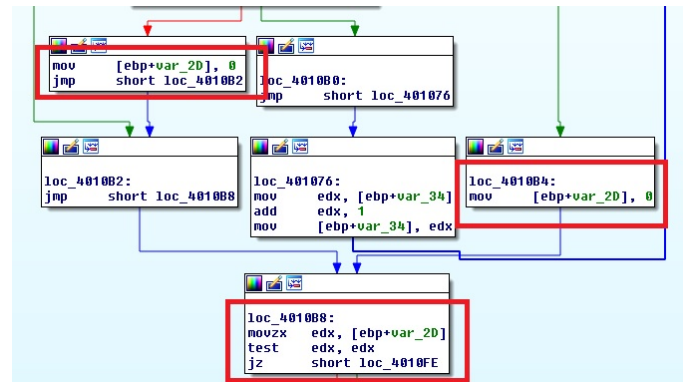 mov [ebp+var_2D], 0
jmp short loc_4010B2
loc_4010B0:
jmp short loc_401076
loc_4010B2:
jmp short loc_4010B8
loc_401076:
mov edx, [ebp+var_34]
add edx, 1
mov [ebp+var_34], edx
loc_4010B4:
mov [ebp+var_2D], 0
loc_4010B8:
movzx edx, [ebp+var_2D]
test edx, edx
jz short loc_4010FE